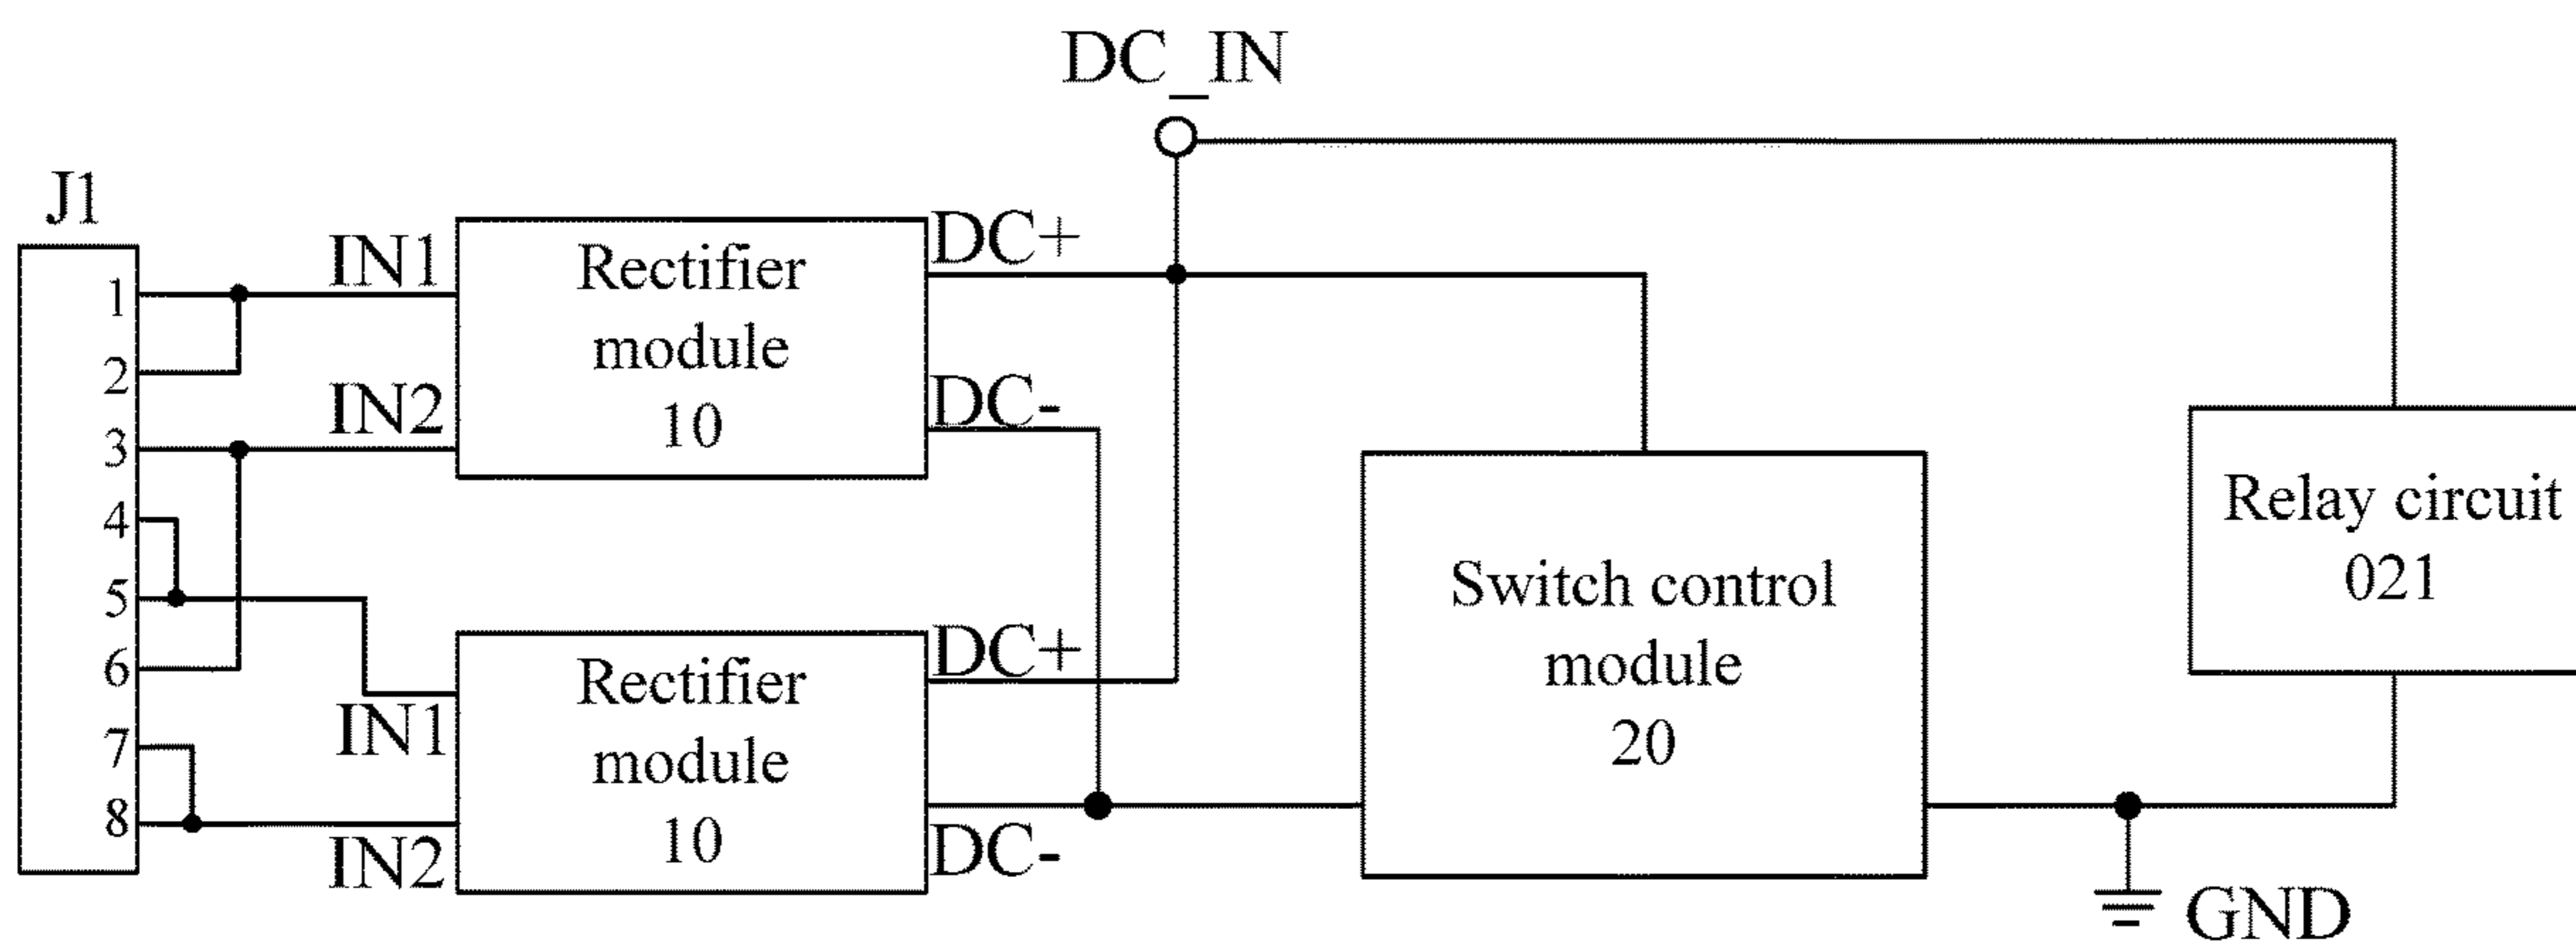 DC_IN
J1
1
2
3
4
5
6
7
8
IN1
IN2
Rectifier
module
10
DC+
DC-
IN1
IN2
Rectifier
module
10
DC+
DC-
Switch control
module
20
Relay circuit
021
GND